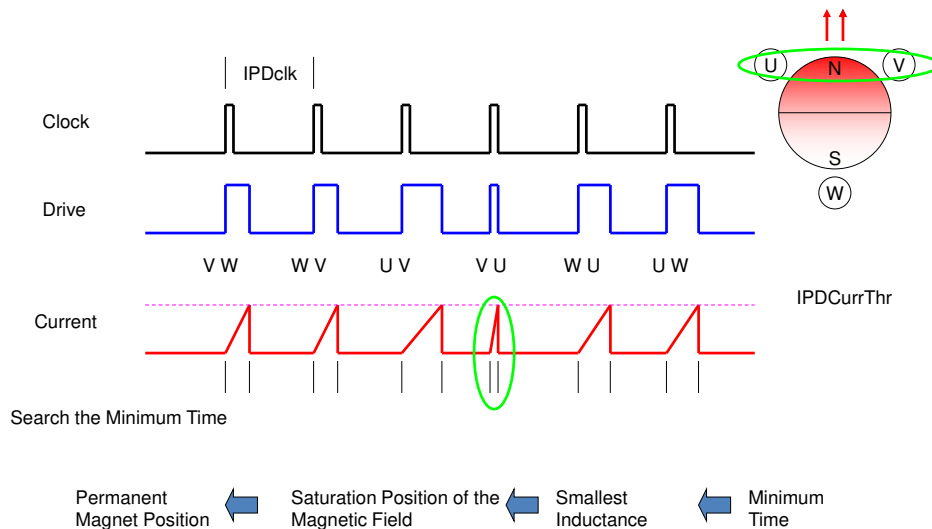 IPDclk
U
N
V
Clock
S
W
Drive
V W
W V
U V
V U
W U
U W
IPDCurrThr
Current
Search the Minimum Time
Permanent
Magnet Position
Saturation Position of the
Magnetic Field
Smallest
Inductance
Minimum
Time